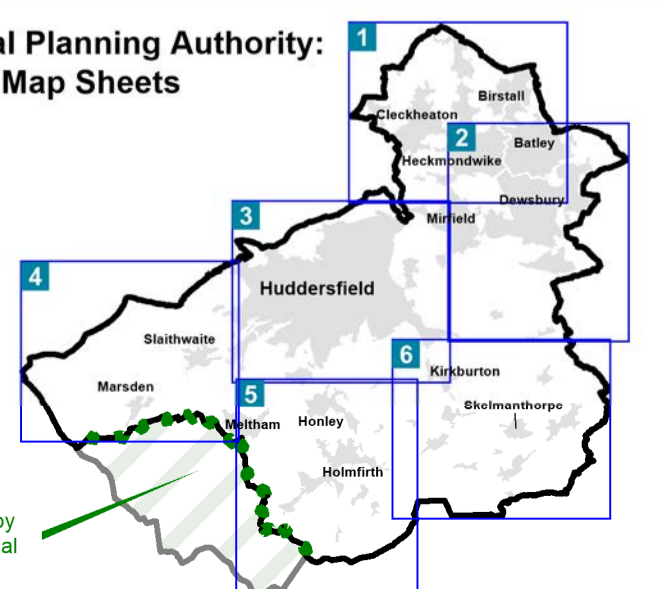 al Planning Authority:
Map Sheets
1
Birstall
Cleckheaton
2
Batley
Heckmondwike
Dewsbury
3
Mirfield
4
Huddersfield
Slaithwaite
6
Kirkburton
Marsden
5
Skelmanthorpe
Meltham
Honley
Holmfirth
by
al